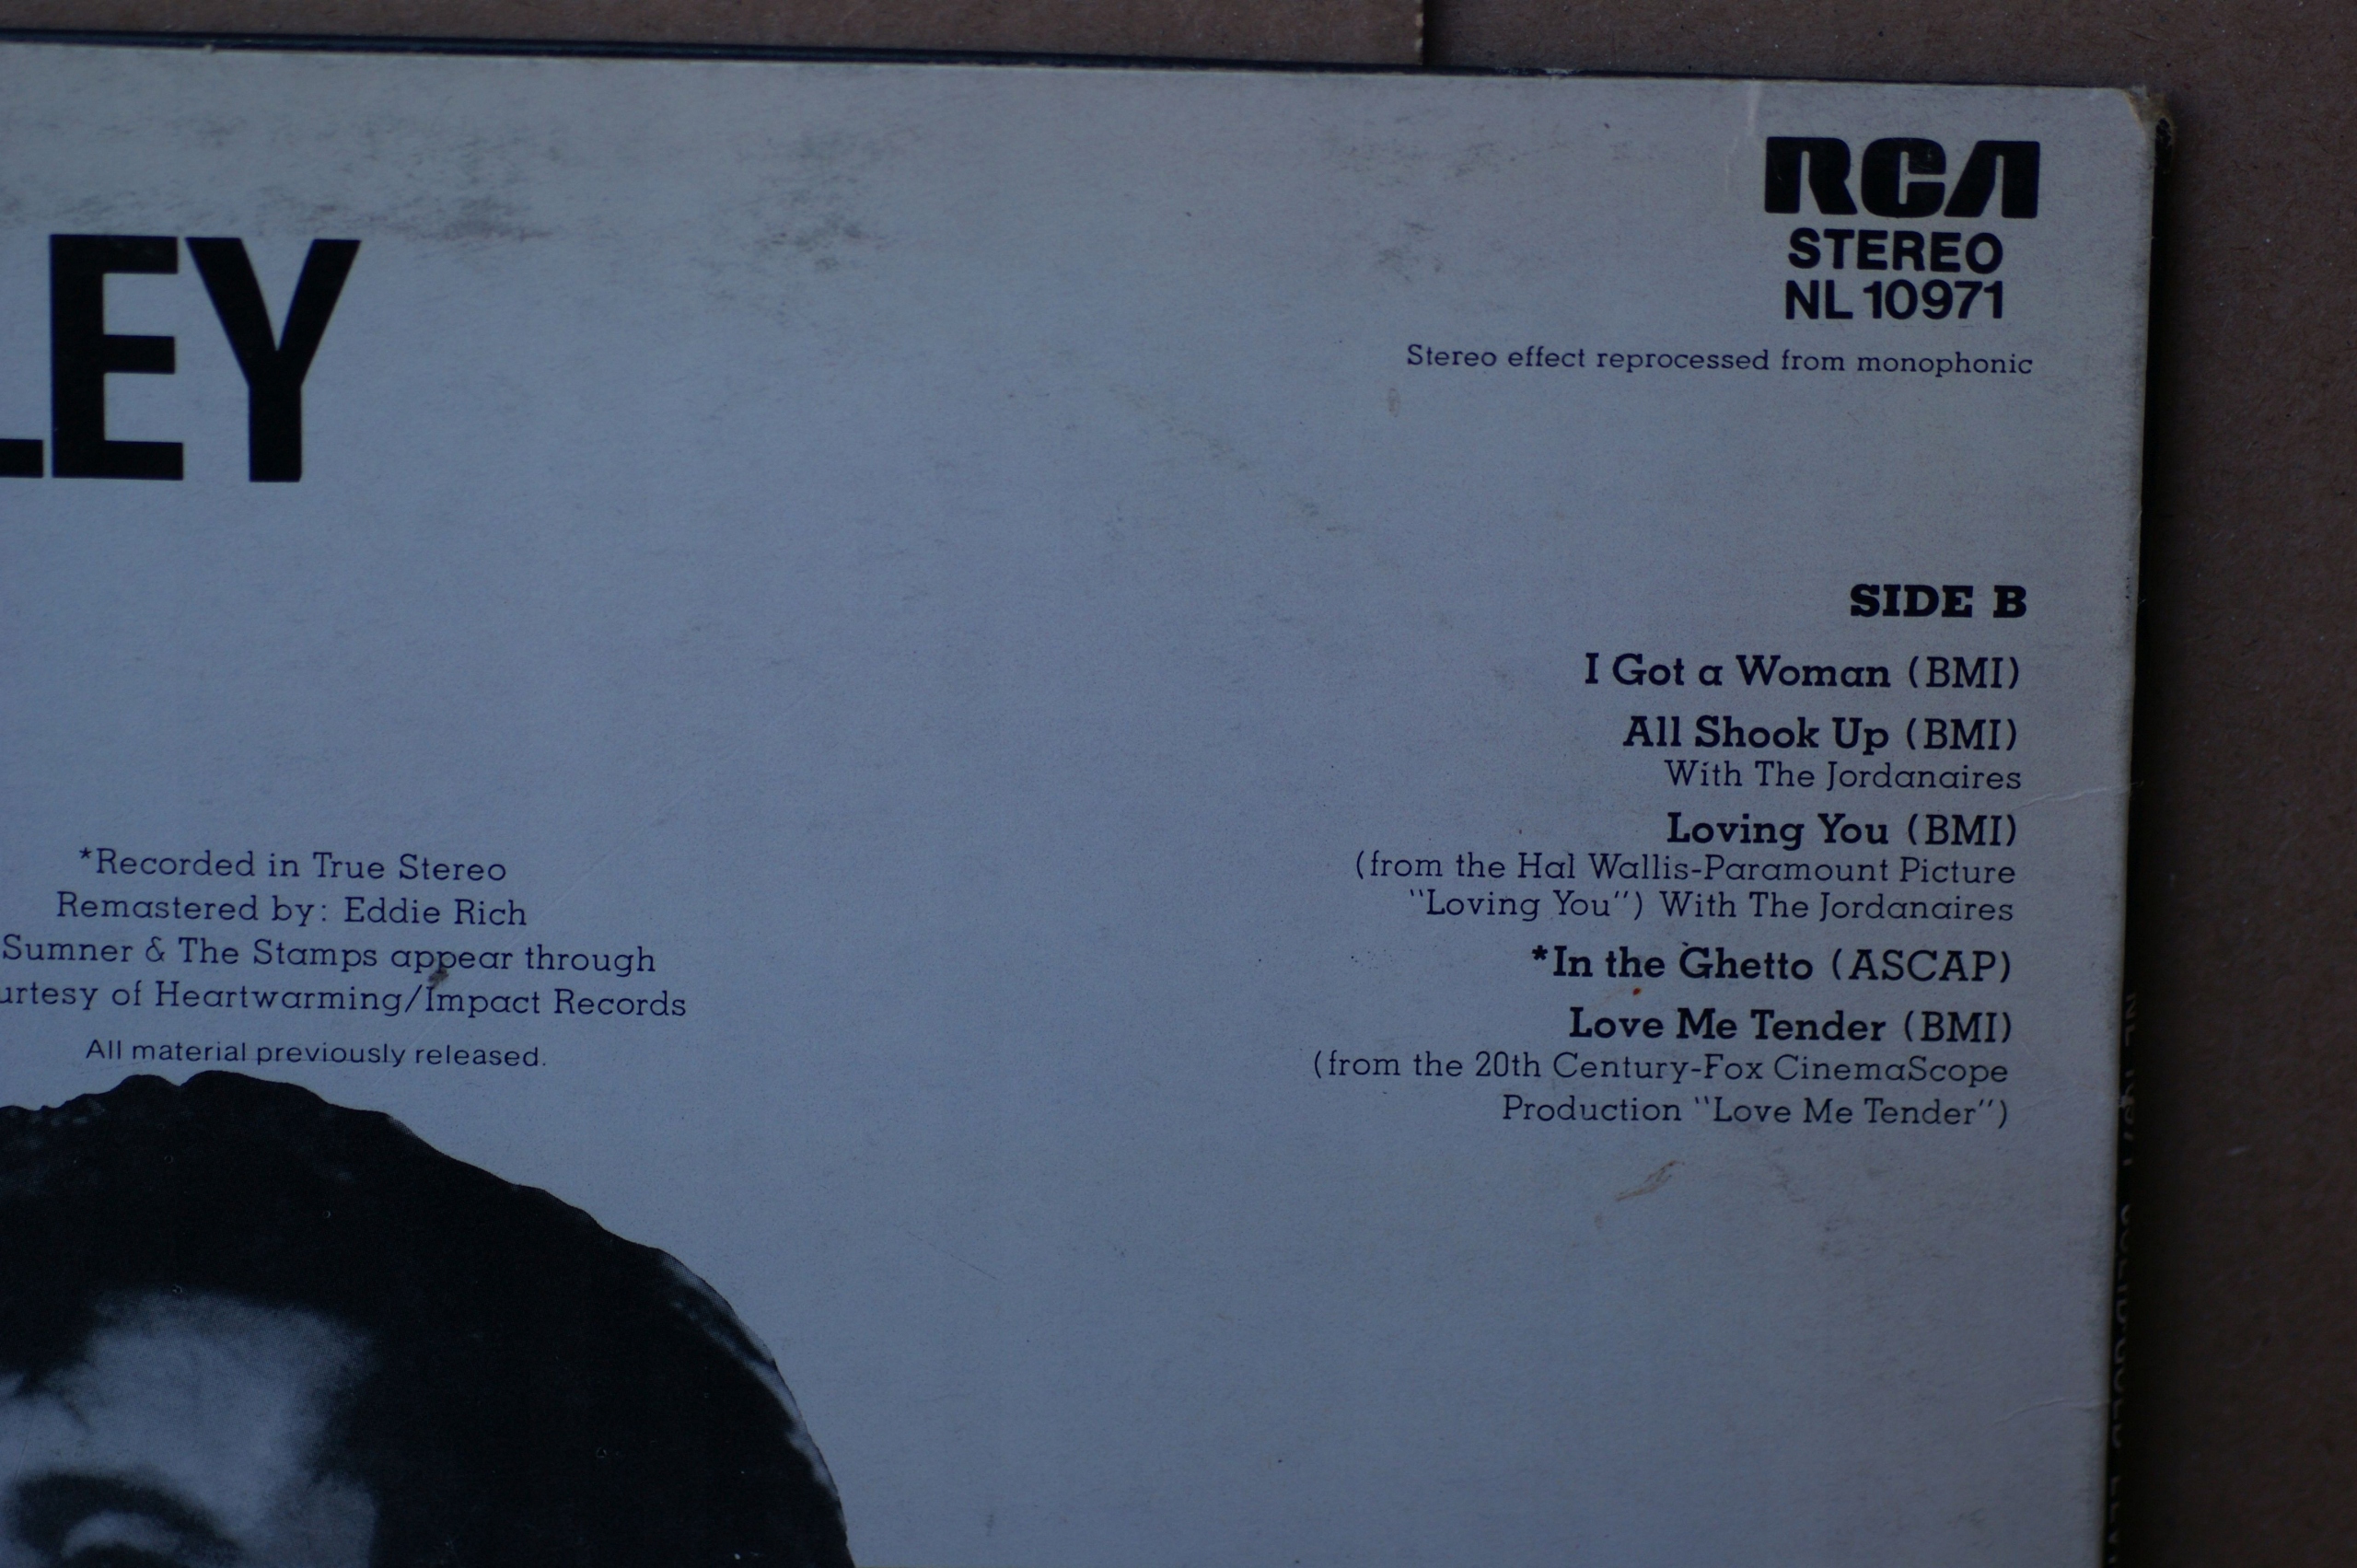 LEY
RCA
STEREO
NL 10971
Stereo effect reprocessed from monophonic
SIDE B
I Got a Woman (BMI)
All Shook Up (BMI)
With The Jordanaires
Loving You (BMI)
(from the Hal Wallis-Paramount Picture
"Loving You") With The Jordanaires
*In the Ghetto (ASCAP)
Love Me Tender (BMI)
(from the 20th Century-Fox CinemaScope
Production "Love Me Tender")
*Recorded in True Stereo
Remastered by: Eddie Rich
Sumner & The Stamps appear through
urtesy of Heartwarming/Impact Records
All material previously released.